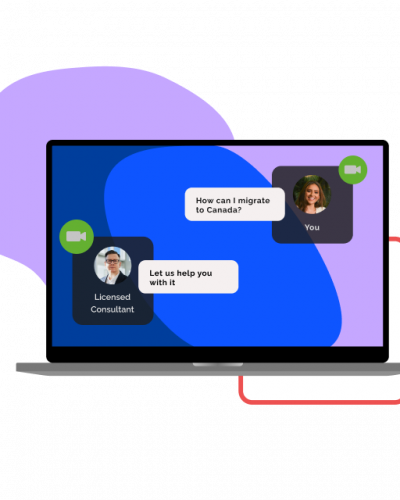 How can I migrate
to Canada?
You
Let us help you
with it
Licensed
Consultant